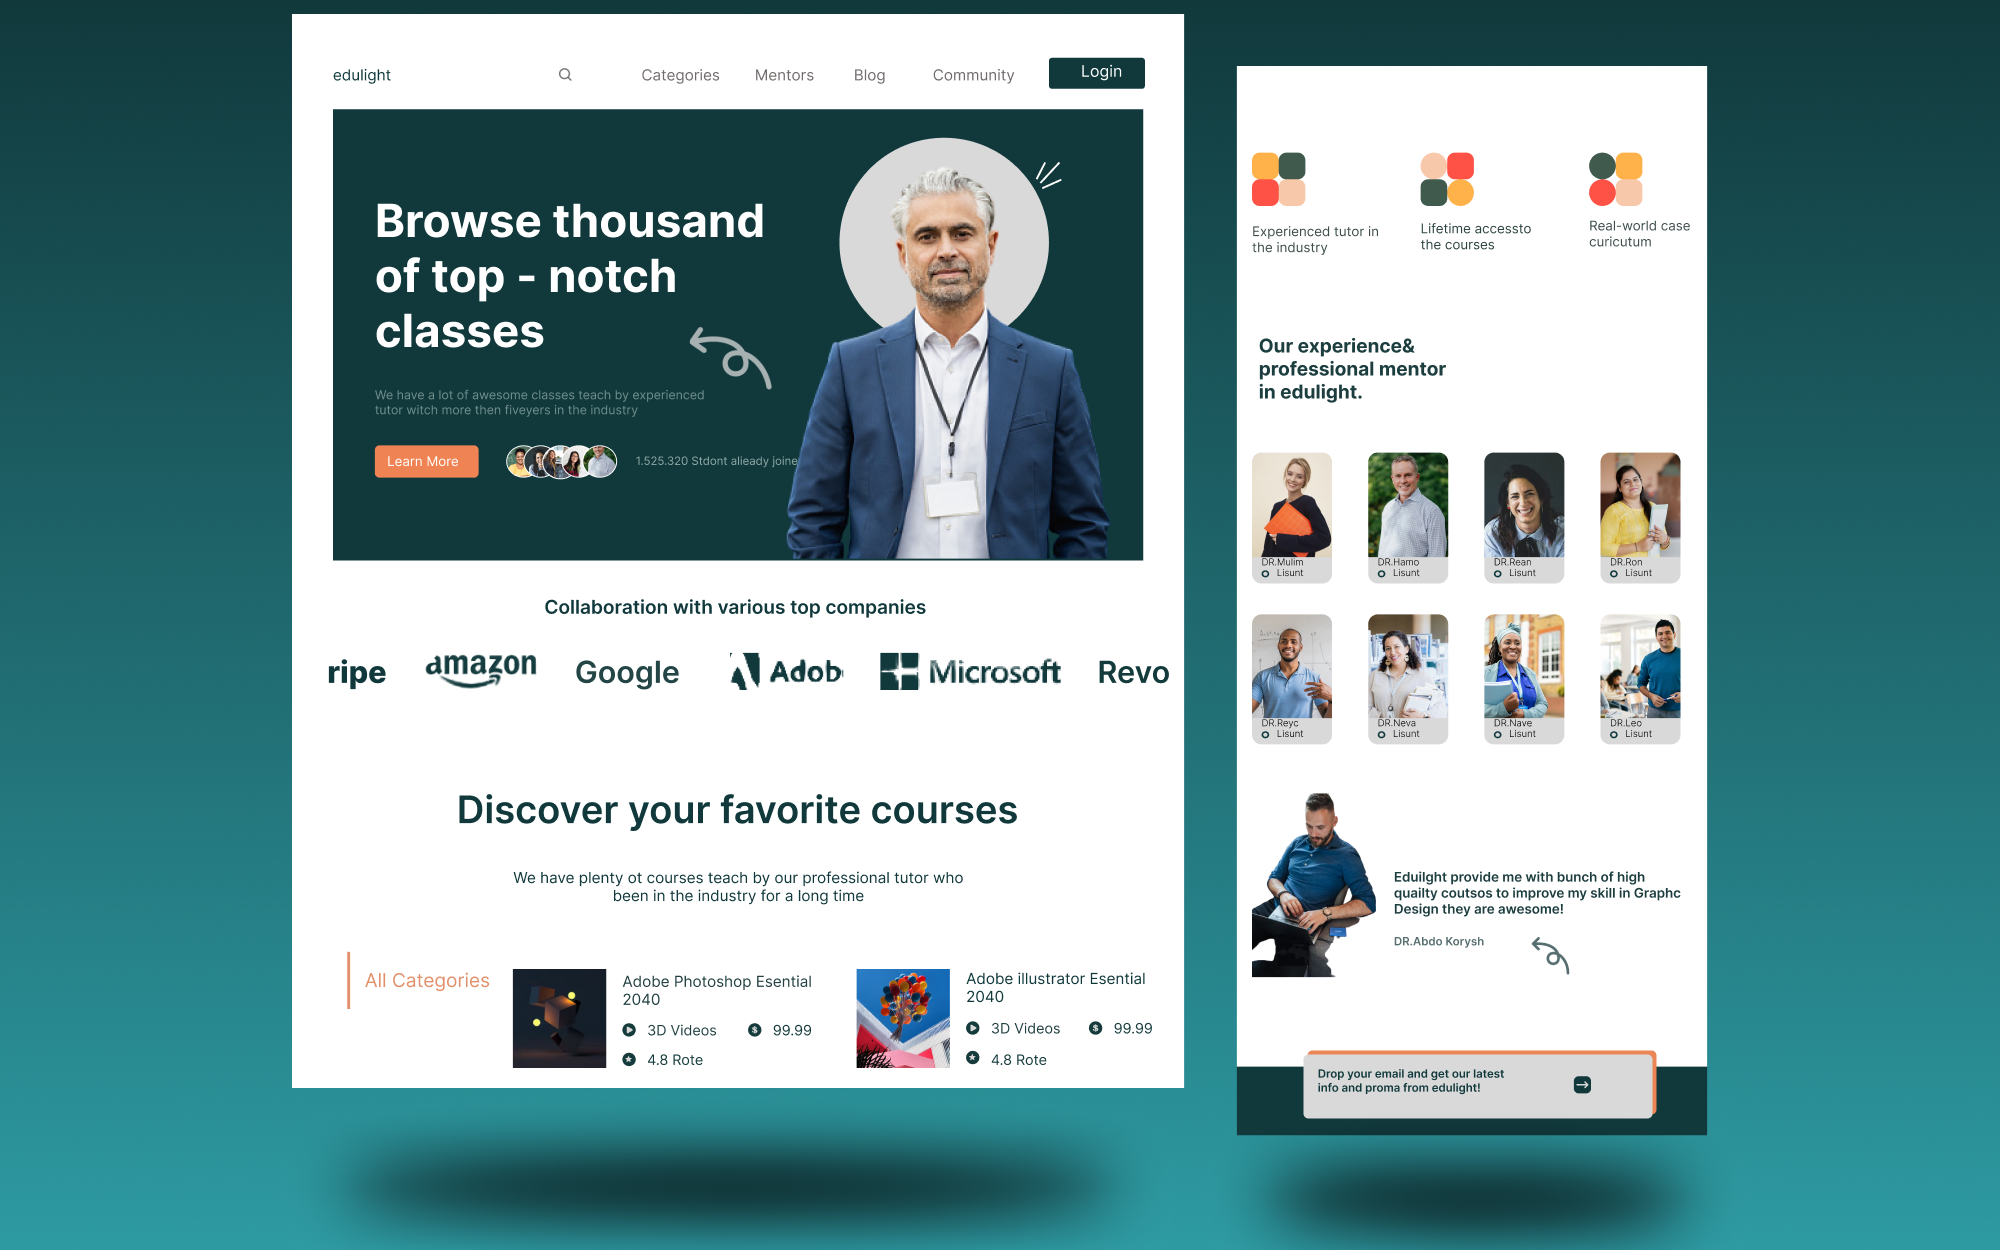 edulight
Categories
Mentors
Blog
Community
Login
Browse thousand
of top - notch
classes
We have a lot of awesome classes teach by experienced
tutor witch more then fiveyers in the industry
Learn More
1.525.320 Stdont alieady joine
Collaboration with various top companies
ripe
amazon
Google
Adob
Microsoft
Revo
Discover your favorite courses
We have plenty ot courses teach by our professional tutor who
been in the industry for a long time
All Categories
Adobe Photoshop Esential
2040
3D Videos
99.99
4.8 Rote
Adobe illustrator Esential
2040
3D Videos
99.99
4.8 Rote
Experienced tutor in
the industry
Lifetime accessto
the courses
Real-world case
curicutum
Our experience&
professional mentor
in edulight.
DR.Mulim
Lisunt
DR.Hamo
Lisunt
DR.Rean
Lisunt
DR.Ron
Lisunt
DR.Reyc
Lisunt
DR.Neva
Lisunt
DR.Nave
Lisunt
DR.Leo
Lisunt
Eduilght provide me with bunch of high
quailty coutsos to improve my skill in Graphc
Design they are awesome!
DR.Abdo Korysh
Drop your email and get our latest
info and proma from edulight!